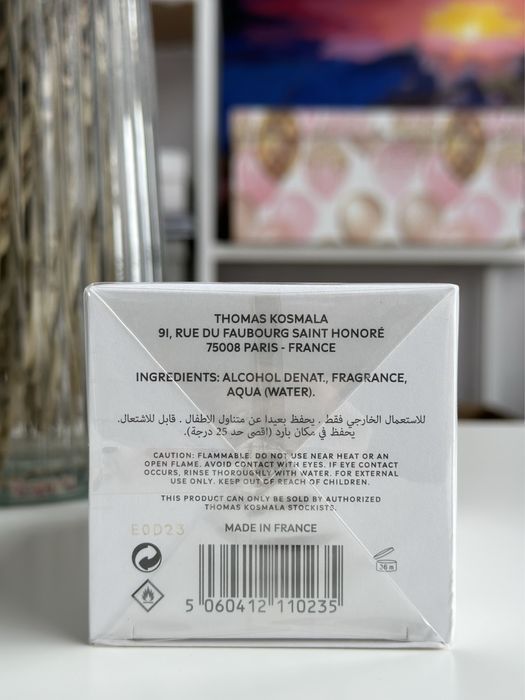 THOMAS KOSMALA
91, RUE DU FAUBOURG SAINT HONORÉ
75008 PARIS - FRANCE
INGREDIENTS: ALCOHOL DENAT., FRAGRANCE,
AQUA (WATER).
للاستعمال الخارجي فقط . يحفظ بعيدا عن متناول الاطفال . قابل للاشتعال.
يحفظ في مكان بارد (اقصى حد 25 درجة).
CAUTION: FLAMMABLE. DO NOT USE NEAR HEAT OR AN
OPEN FLAME. AVOID CONTACT WITH EYES. IF EYE CONTACT
OCCURS, RINSE THOROUGHLY WITH WATER. FOR EXTERNAL
USE ONLY. KEEP OUT OF REACH OF CHILDREN.
THIS PRODUCT CAN ONLY BE SOLD BY AUTHORIZED
THOMAS KOSMALA STOCKISTS.
E0D23
MADE IN FRANCE
36 m
5 060412 110235